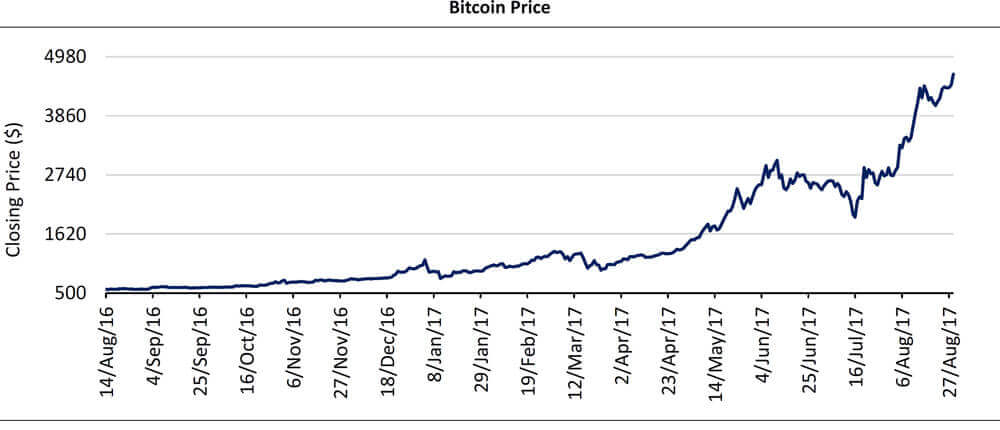 Bitcoin Price
Closing Price ($)
4980
3860
2740
1620
500
14/Aug/16
4/Sep/16
25/Sep/16
16/Oct/16
6/Nov/16
27/Nov/16
18/Dec/16
8/Jan/17
29/Jan/17
19/Feb/17
12/Mar/17
2/Apr/17
23/Apr/17
14/May/17
4/Jun/17
25/Jun/17
16/Jul/17
6/Aug/17
27/Aug/17